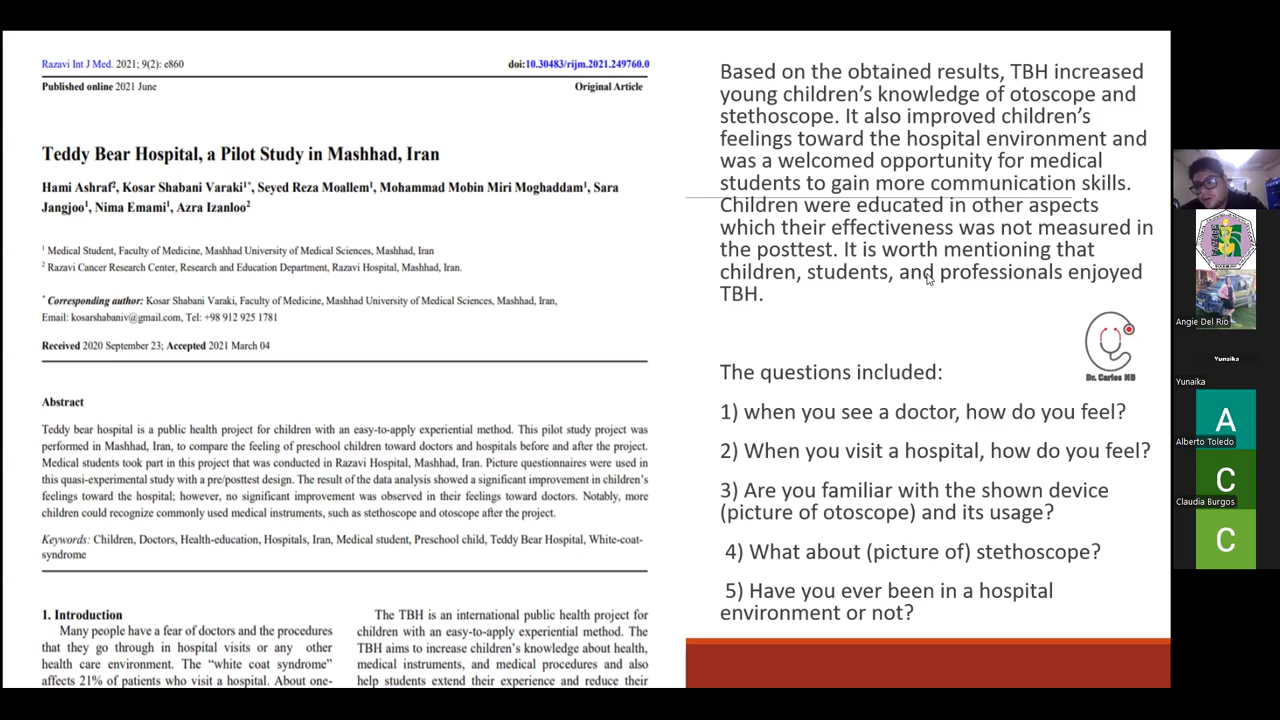 Razavi Int J Med. 2021; 9(2): e860
doi:10.30483/rijm.2021.249760.0
Published online 2021 June
Original Article
Teddy Bear Hospital, a Pilot Study in Mashhad, Iran
Hami Ashraf², Kosar Shabani Varaki¹*, Seyed Reza Moallem¹, Mohammad Mobin Miri Moghaddam¹, Sara
Jangjoo¹, Nima Emami¹, Azra Izanloo²
¹ Medical Student, Faculty of Medicine, Mashhad University of Medical Sciences, Mashhad, Iran
² Razavi Cancer Research Center, Research and Education Department, Razavi Hospital, Mashhad, Iran.
* Corresponding author: Kosar Shabani Varaki, Faculty of Medicine, Mashhad University of Medical Sciences, Mashhad, Iran,
Email: kosarshabaniv@gmail.com, Tel: +98 912 925 1781
Received 2020 September 23; Accepted 2021 March 04
Abstract
Teddy bear hospital is a public health project for children with an easy-to-apply experiential method. This pilot study project was
performed in Mashhad, Iran, to compare the feeling of preschool children toward doctors and hospitals before and after the project.
Medical students took part in this project that was conducted in Razavi Hospital, Mashhad, Iran. Picture questionnaires were used in
this quasi-experimental study with a pre/posttest design. The result of the data analysis showed a significant improvement in children's
feelings toward the hospital; however, no significant improvement was observed in their feelings toward doctors. Notably, more
children could recognize commonly used medical instruments, such as stethoscope and otoscope after the project.
Keywords: Children, Doctors, Health-education, Hospitals, Iran, Medical student, Preschool child, Teddy Bear Hospital, White-coat-
syndrome
1. Introduction
Many people have a fear of doctors and the procedures
that they go through in hospital visits or any other
health care environment. The "white coat syndrome"
affects 21% of patients who visit a hospital. About one-
The TBH is an international public health project for
children with an easy-to-apply experiential method. The
TBH aims to increase children's knowledge about health,
medical instruments, and medical procedures and also
help students extend their experience and reduce their
Based on the obtained results, TBH increased
young children's knowledge of otoscope and
stethoscope. It also improved children's
feelings toward the hospital environment and
was a welcomed opportunity for medical
students to gain more communication skills.
Children were educated in other aspects
which their effectiveness was not measured in
the posttest. It is worth mentioning that
children, students, and professionals enjoyed
TBH.
Dr. Carlos MB
The questions included:
1) when you see a doctor, how do you feel?
2) When you visit a hospital, how do you feel?
3) Are you familiar with the shown device
(picture of otoscope) and its usage?
4) What about (picture of) stethoscope?
5) Have you ever been in a hospital
environment or not?
Angie Del Rio
Yunaika
Yunaika
A
Alberto Toledo
C
Claudia Burgos
C